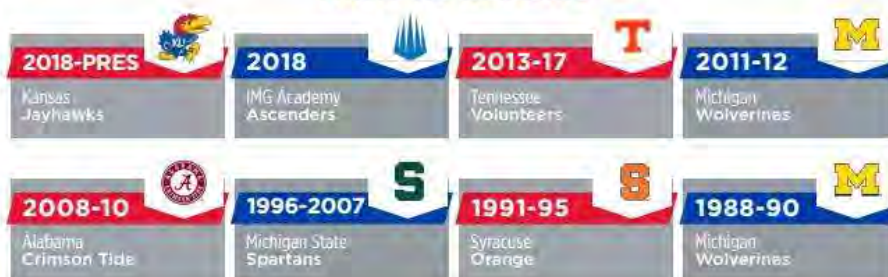 KU
2018-PRES
Kansas
Jayhawks
2018
IMG Academy
Ascenders
T
2013-17
Tennessee
Volunteers
M
2011-12
Michigan
Wolverines
A
2008-10
Alabama
Crimson Tide
S
1996-2007
Michigan State
Spartans
S
1991-95
Syracuse
Orange
M
1988-90
Michigan
Wolverines